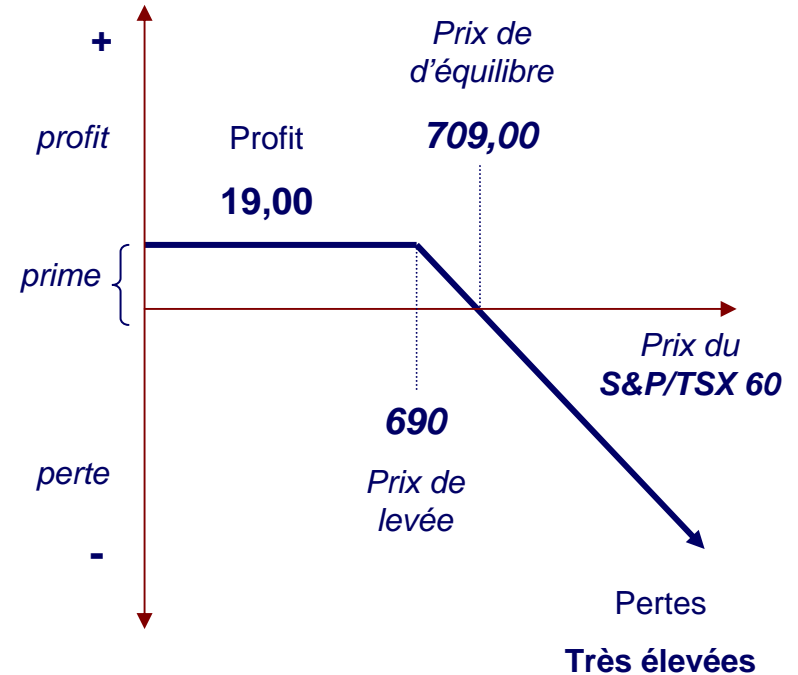 +
Prix de
d'équilibre
profit
Profit
709,00
19,00
prime
Prix du
S&P/TSX 60
690
perte
Prix de
levée
-
Pertes
Très élevées